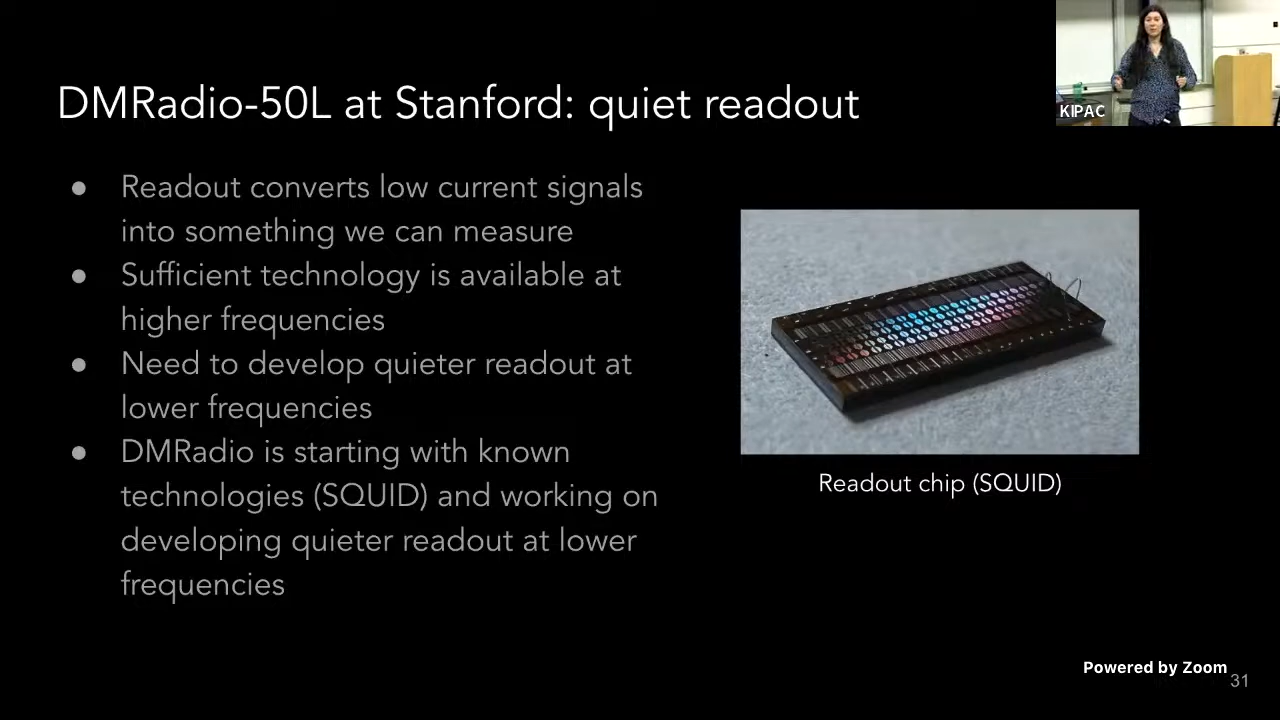 DMRadio-50L at Stanford: quiet readout
KIPAC
● Readout converts low current signals
into something we can measure
● Sufficient technology is available at
higher frequencies
● Need to develop quieter readout at
lower frequencies
● DMRadio is starting with known
technologies (SQUID) and working on
developing quieter readout at lower
frequencies
Readout chip (SQUID)
Powered by Zoom
31